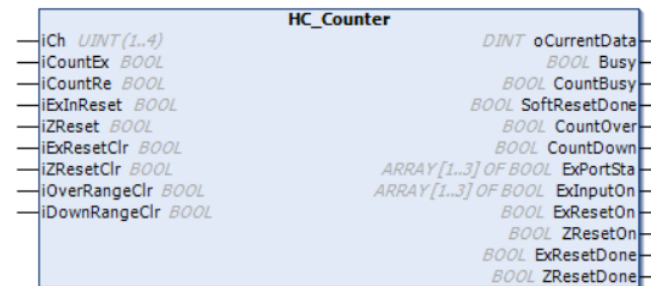 HC_Counter
iCh UINT(1..4) DINT oCurrentData
iCountEx BOOL BOOL Busy
iCountRe BOOL BOOL CountBusy
iExInReset BOOL BOOL SoftResetDone
iZReset BOOL BOOL CountOver
iExResetClr BOOL BOOL CountDown
iZResetClr BOOL ARRAY[1..3] OF BOOL ExPortSta
iOverRangeClr BOOL ARRAY[1..3] OF BOOL ExInputOn
iDownRangeClr BOOL BOOL ExResetOn
BOOL ZResetOn
BOOL ExResetDone
BOOL ZResetDone